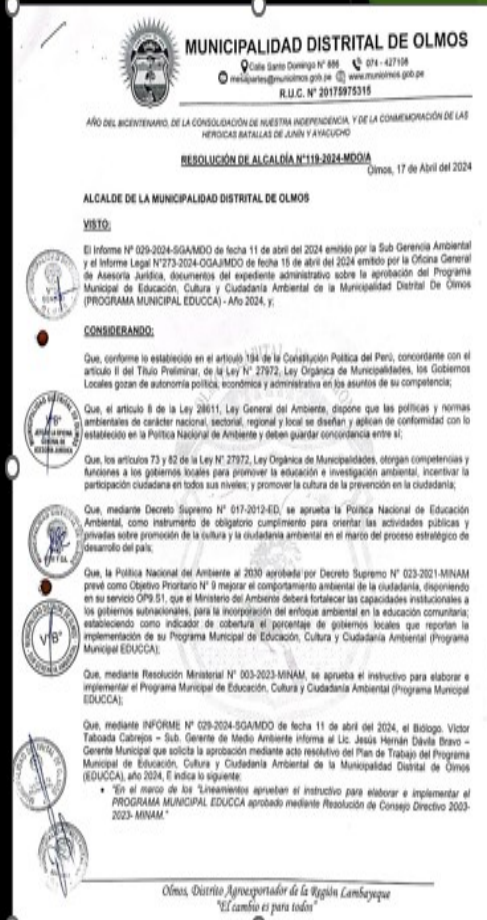 MUNICIPALIDAD DISTRITAL DE OLMOS
Calle Santo Domingo N° 886 074 - 427108
mesapartes@muniolmos.gob.pe www.muniolmos.gob.pe
R.U.C. N° 20175975315
AÑO DEL BICENTENARIO, DE LA CONSOLIDACIÓN DE NUESTRA INDEPENDENCIA, Y DE LA CONMEMORACIÓN DE LAS
HEROICAS BATALLAS DE JUNÍN Y AYACUCHO
RESOLUCIÓN DE ALCALDÍA N°119-2024-MDO/A
Olmos, 17 de Abril del 2024
ALCALDE DE LA MUNICIPALIDAD DISTRITAL DE OLMOS
VISTO:
El Informe N° 029-2024-SGA/MDO de fecha 11 de abril del 2024 emitido por la Sub Gerencia Ambiental
y el Informe Legal N°273-2024-OGAJ/MDO de fecha 16 de abril del 2024 emitido por la Oficina General
de Asesoría Jurídica, documentos del expediente administrativo sobre la aprobación del Programa
Municipal de Educación, Cultura y Ciudadanía Ambiental de la Municipalidad Distrital De Olmos
(PROGRAMA MUNICIPAL EDUCCA) - Año 2024, y;
CONSIDERANDO:
Que, conforme lo establecido en el artículo 194 de la Constitución Política del Perú, concordante con el
artículo II del Título Preliminar, de la Ley N° 27972, Ley Orgánica de Municipalidades, los Gobiernos
Locales gozan de autonomía política, económica y administrativa en los asuntos de su competencia;
Que, el artículo 8 de la Ley 28611, Ley General del Ambiente, dispone que las políticas y normas
ambientales de carácter nacional, sectorial, regional y local se diseñan y aplican de conformidad con lo
establecido en la Política Nacional de Ambiente y deben guardar concordancia entre sí;
Que, los artículos 73 y 82 de la Ley N° 27972, Ley Orgánica de Municipalidades, otorgan competencias y
funciones a los gobiernos locales para promover la educación e investigación ambiental, incentivar la
participación ciudadana en todos sus niveles; y promover la cultura de la prevención en la ciudadanía;
Que, mediante Decreto Supremo N° 017-2012-ED, se aprueba la Política Nacional de Educación
Ambiental, como instrumento de obligatorio cumplimiento para orientar las actividades públicas y
privadas sobre promoción de la cultura y la ciudadanía ambiental en el marco del proceso estratégico de
desarrollo del país;
Que, la Política Nacional del Ambiente al 2030 aprobada por Decreto Supremo N° 023-2021-MINAM
prevé como Objetivo Prioritario N° 9 mejorar el comportamiento ambiental de la ciudadanía, disponiendo
en su servicio OP9.S1, que el Ministerio del Ambiente deberá fortalecer las capacidades institucionales a
los gobiernos subnacionales, para la incorporación del enfoque ambiental en la educación comunitaria;
estableciendo como indicador de cobertura el porcentaje de gobiernos locales que reportan la
implementación de su Programa Municipal de Educación, Cultura y Ciudadanía Ambiental (Programa
Municipal EDUCCA);
Que, mediante Resolución Ministerial N° 003-2023-MINAM, se aprueba el instructivo para elaborar e
implementar el Programa Municipal de Educación, Cultura y Ciudadanía Ambiental (Programa Municipal
EDUCCA);
Que, mediante INFORME N° 029-2024-SGA/MDO de fecha 11 de abril del 2024, el Biólogo. Víctor
Taboada Cabrejos – Sub. Gerente de Medio Ambiente informa al Lic. Jesús Hernán Dávila Bravo –
Gerente Municipal que solicita la aprobación mediante acto resolutivo del Plan de Trabajo del Programa
Municipal de Educación, Cultura y Ciudadanía Ambiental de la Municipalidad Distrital de Olmos
(EDUCCA), año 2024, E indica lo siguiente:
• "En el marco de los "Lineamientos aprueban el instructivo para elaborar e implementar el
PROGRAMA MUNICIPAL EDUCCA aprobado mediante Resolución de Consejo Directivo 2003-
2023- MINAM."
Olmos, Distrito Agroexportador de la Región Lambayeque
"El cambio es para todos"